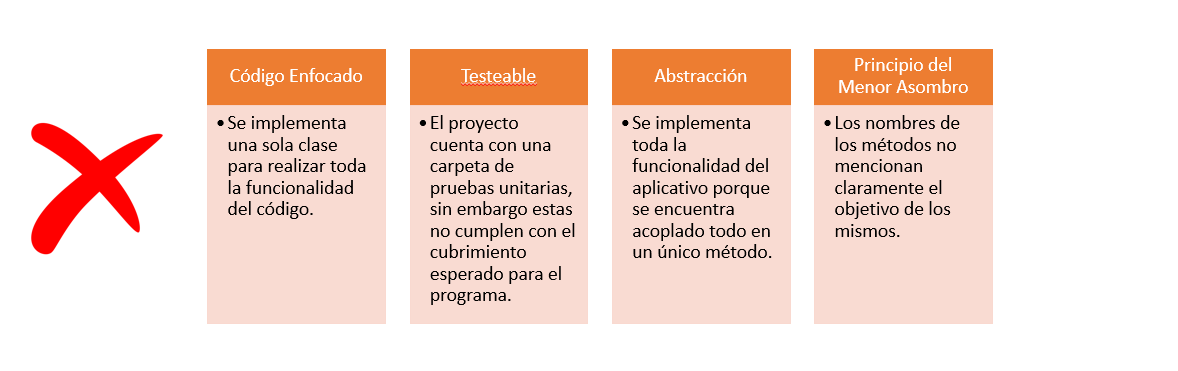 Código Enfocado
• Se implementa
una sola clase
para realizar toda
la funcionalidad
del código.
Testeable
• El proyecto
cuenta con una
carpeta de
pruebas unitarias,
sin embargo estas
no cumplen con el
cubrimiento
esperado para el
programa.
Abstracción
• Se implementa
toda la
funcionalidad del
aplicativo porque
se encuentra
acoplado todo en
un único método.
Principio del
Menor Asombro
• Los nombres de
los métodos no
mencionan
claramente el
objetivo de los
mismos.